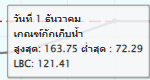 วันที่ 1 ธันวาคม
เกณฑ์กักเก็บน้ำ
สูงสุด: 163.75 ต่ำสุด : 72.29
LBC: 121.41